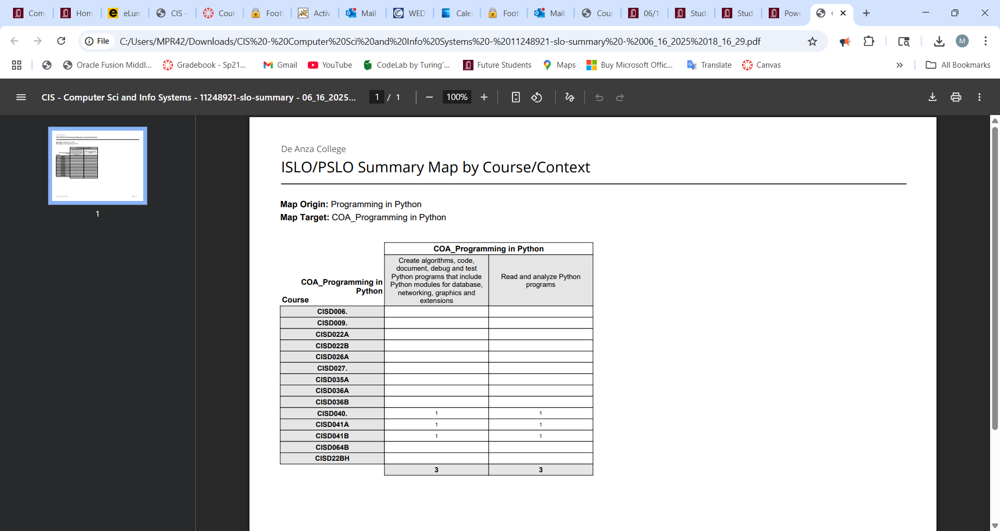 Com
Hom
eLum
CIS -
Cour
Footl
Activ
Mail
WED
Caler
Foot
Mail
Cour
06/1
Stud
Stud
Powe
File
C:/Users/MPR42/Downloads/CIS%20-%20Computer%20Sci%20and%20Info%20Systems%20-%2011248921-slo-summary%20-%2006_16_2025%2018_16_29.pdf
M
Oracle Fusion Middl...
Gradebook - Sp21...
Gmail
YouTube
CodeLab by Turing'...
Future Students
Maps
Buy Microsoft Offic...
Translate
Canvas
»
All Bookmarks
CIS - Computer Sci and Info Systems - 11248921-slo-summary - 06_16_2025...
1 / 1
100%
1
De Anza College
ISLO/PSLO Summary Map by Course/Context
Map Origin: Programming in Python
Map Target: COA_Programming in Python
COA_Programming in Python
COA_Programming in
Python
Course
Create algorithms, code,
document, debug and test
Python programs that include
Python modules for database,
networking, graphics and
extensions
Read and analyze Python
programs
CISD006.
CISD009.
CISD022A
CISD022B
CISD026A
CISD027.
CISD035A
CISD036A
CISD036B
CISD040. 1 1
CISD041A 1 1
CISD041B 1 1
CISD064B
CISD22BH
3 3